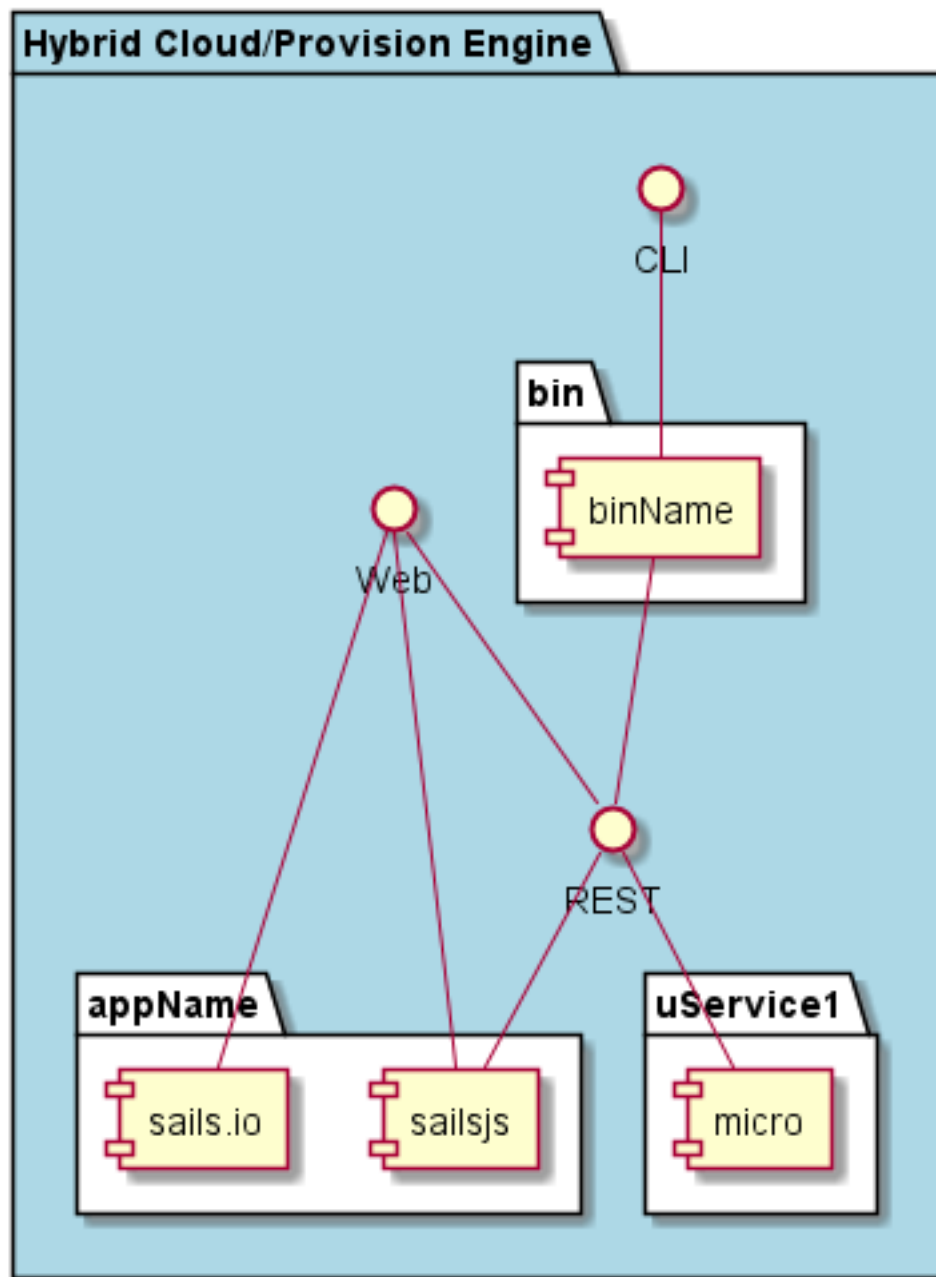 Hybrid Cloud/Provision Engine
CLI
bin
binName
Web
REST
appName
uService1
sails.io
sailsjs
micro